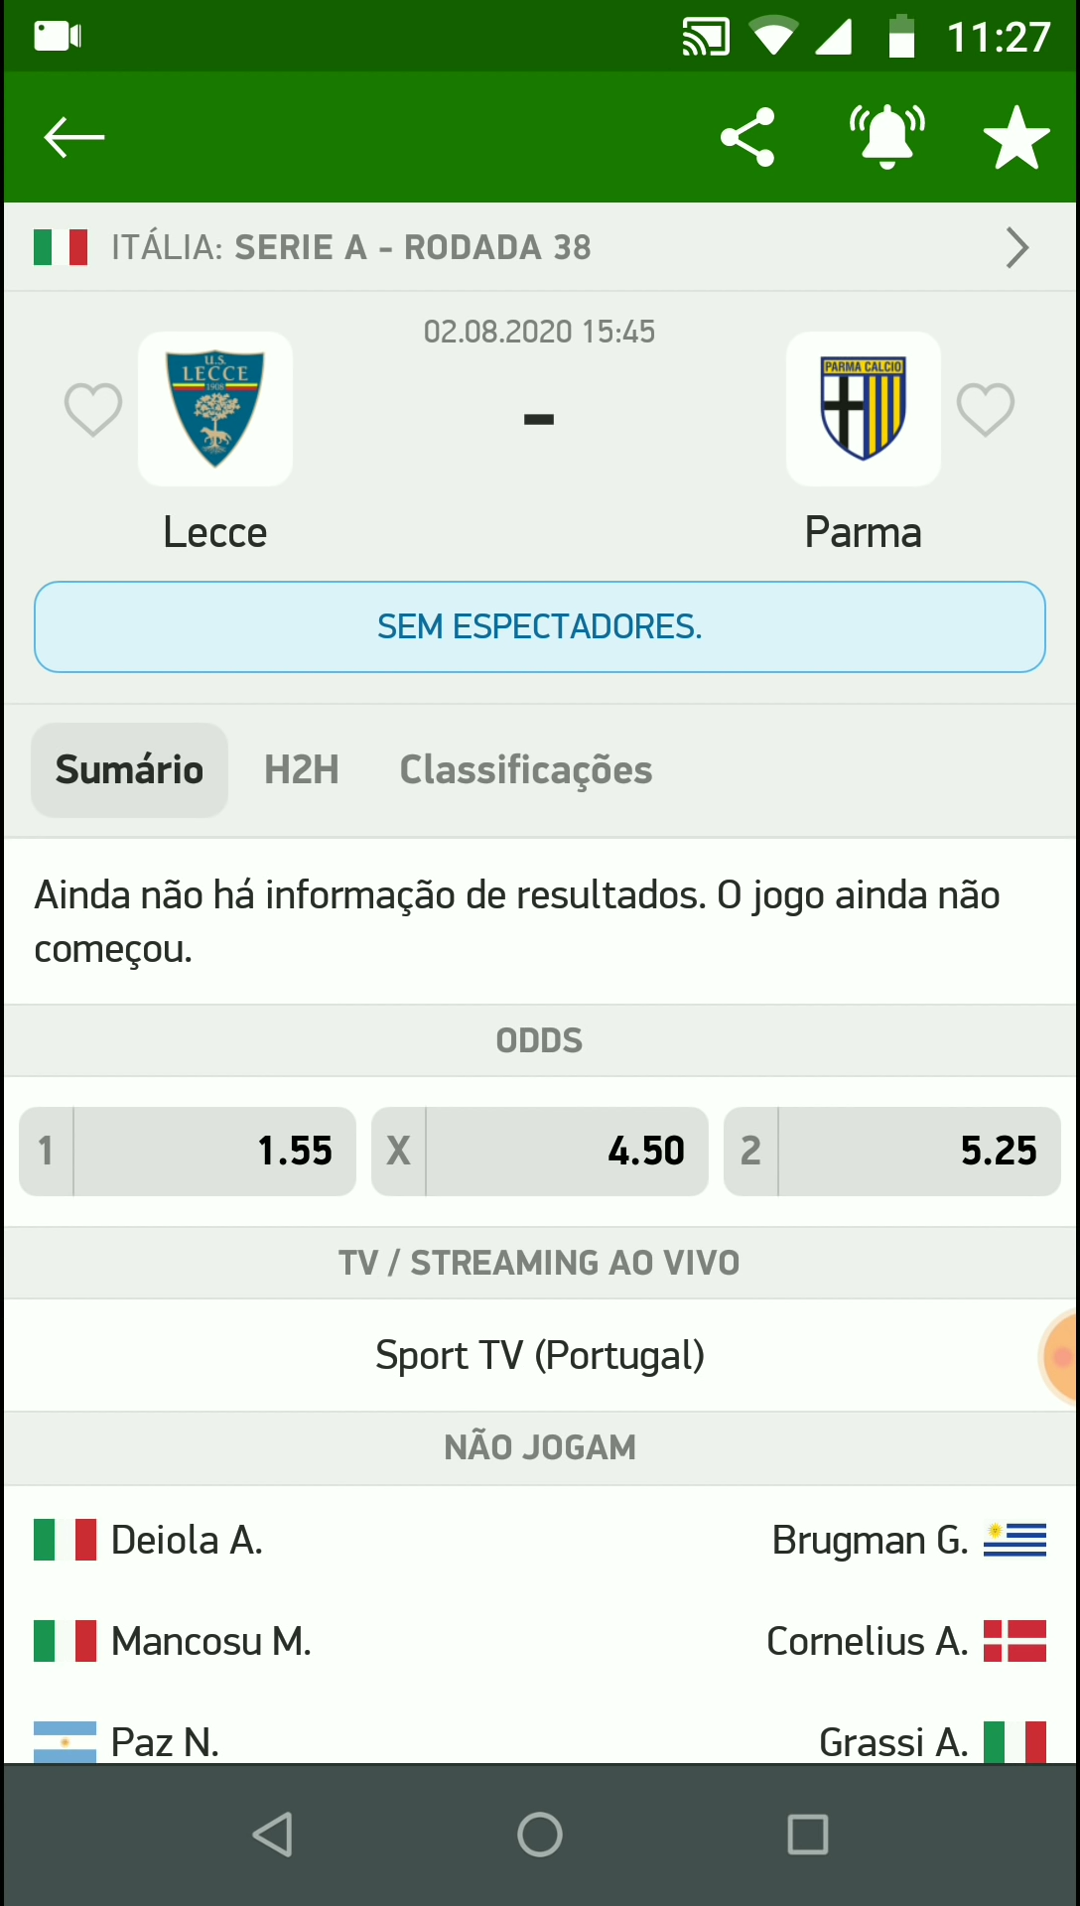 11:27
ITÁLIA: SERIE A - RODADA 38
02.08.2020 15:45
U.S.
LECCE
1908
PARMA CALCIO
-
Lecce
Parma
SEM ESPECTADORES.
Sumário H2H Classificações
Ainda não há informação de resultados. O jogo ainda não
começou.
ODDS
1 1.55 X 4.50 2 5.25
TV / STREAMING AO VIVO
Sport TV (Portugal)
NÃO JOGAM
Deiola A. Brugman G.
Mancosu M. Cornelius A.
Paz N. Grassi A.